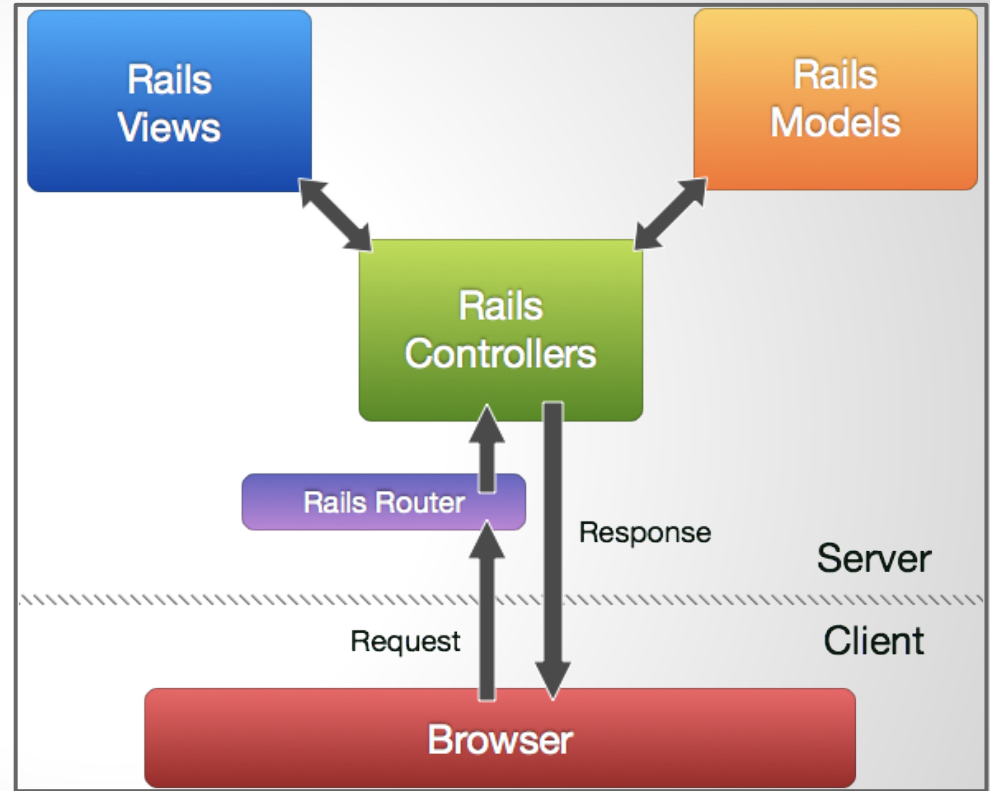 Rails
Views
Rails
Models
Rails
Controllers
Rails Router
Response
Server
Request
Client
Browser